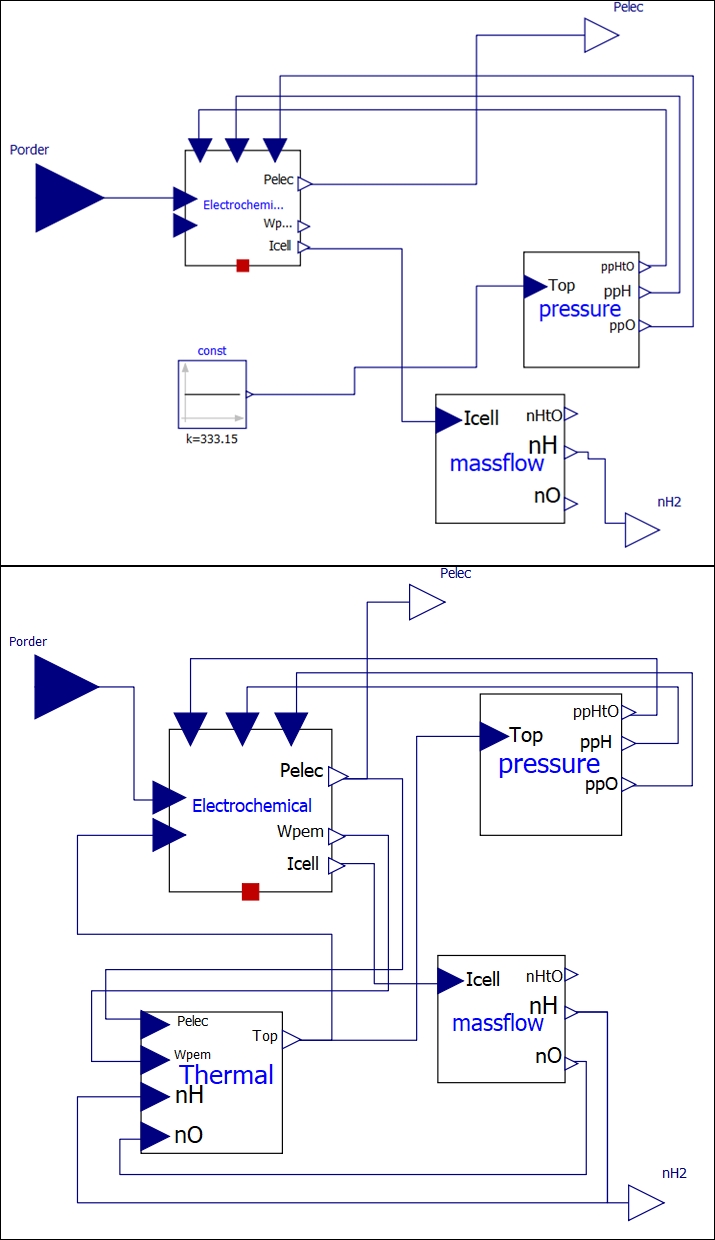 Pelec
Porder
Pelec
Electrochemi...
Wp...
Icell
ppHtO
Top
ppH
pressure
ppO
const
k=333.15
Icell
nHtO
nH
massflow
nO
nH2
Pelec
Porder
ppHtO
Top
ppH
pressure
Pelec
ppO
Electrochemical
Wpem
Icell
Icell
nHtO
nH
massflow
Pelec
Top
nO
Wpem
Thermal
nH
nO
nH2